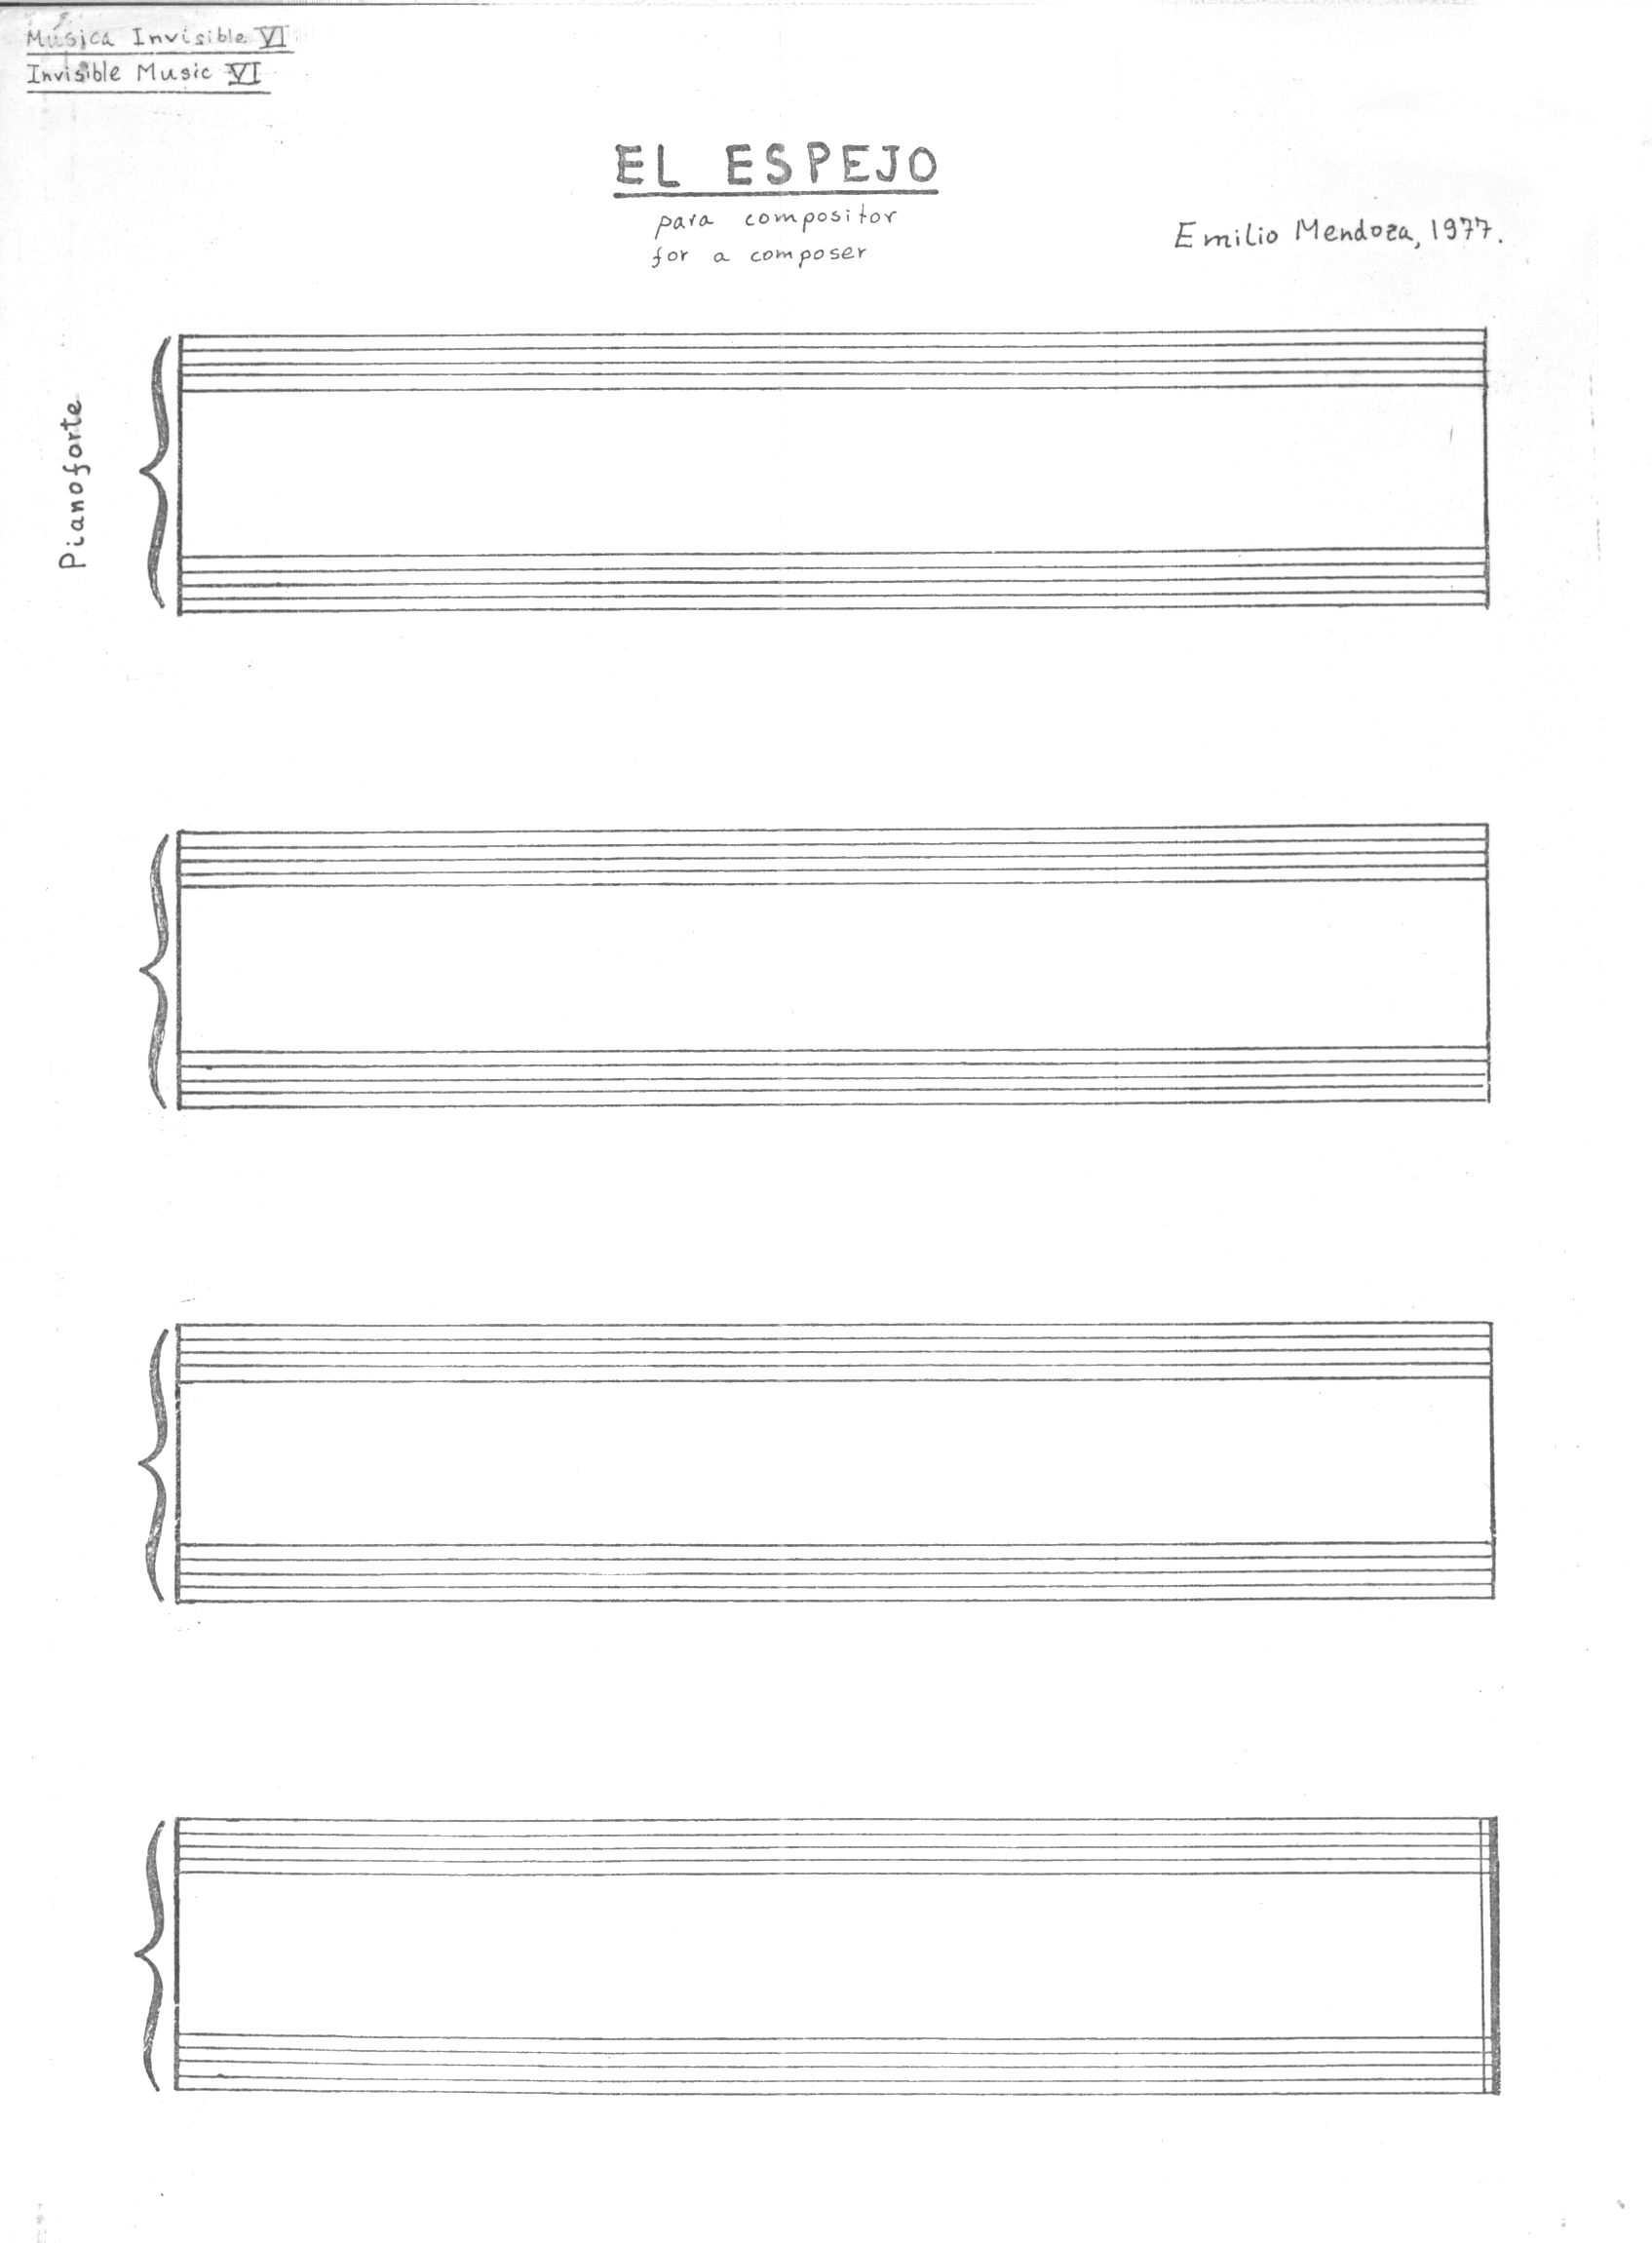 Música Invisible VI
Invisible Music VI
EL ESPEJO
para compositor
for a composer
Emilio Mendoza, 1977.
Pianoforte